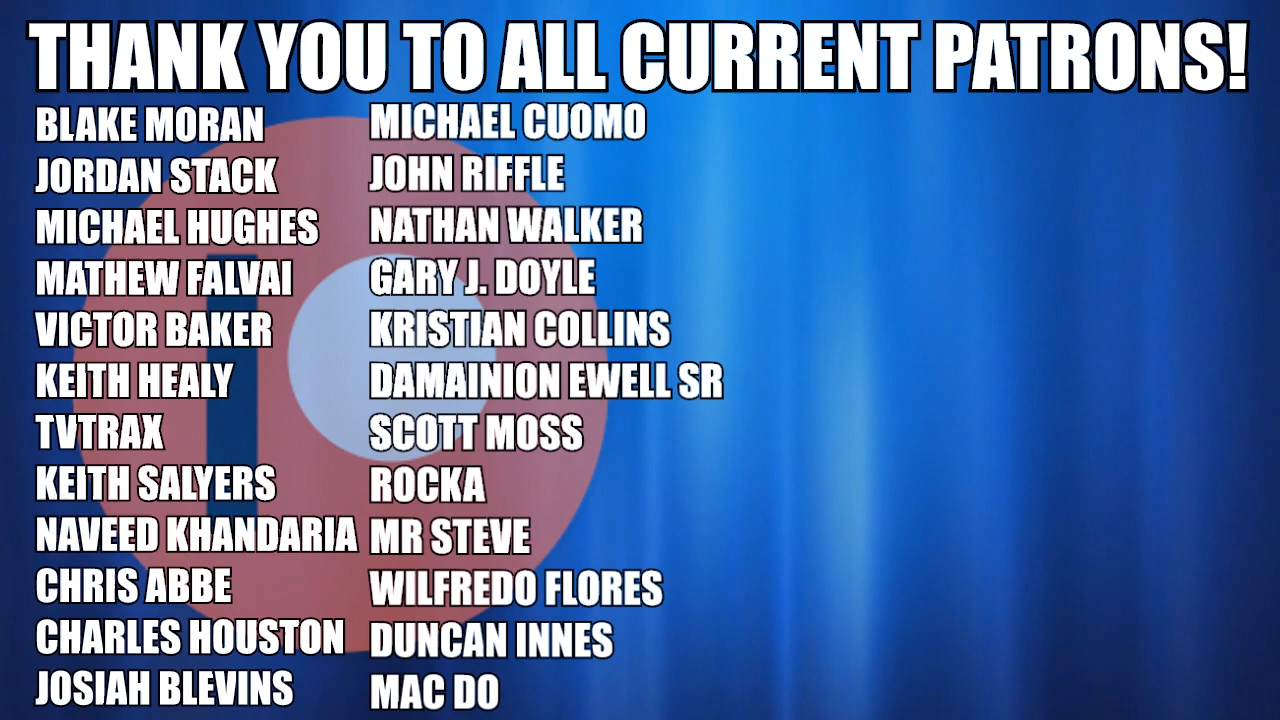 THANK YOU TO ALL CURRENT PATRONS!
BLAKE MORAN
JORDAN STACK
MICHAEL HUGHES
MATHEW FALVAI
VICTOR BAKER
KEITH HEALY
TVTRAX
KEITH SALYERS
NAVEED KHANDARIA
CHRIS ABBE
CHARLES HOUSTON
JOSIAH BLEVINS
MICHAEL CUOMO
JOHN RIFFLE
NATHAN WALKER
GARY J. DOYLE
KRISTIAN COLLINS
DAMAINION EWELL SR
SCOTT MOSS
ROCKA
MR STEVE
WILFREDO FLORES
DUNCAN INNES
MAC DO